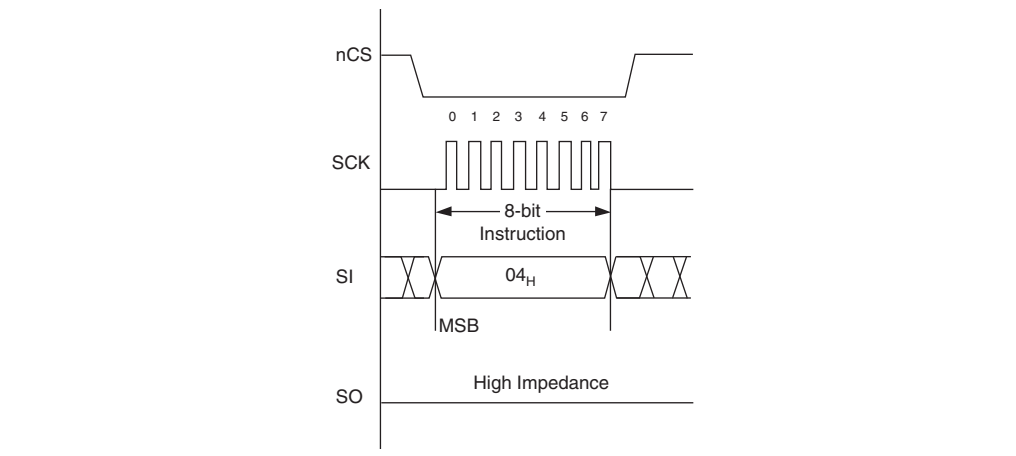 nCS
0 1 2 3 4 5 6 7
SCK
8-bit
Instruction
SI
04H
MSB
High Impedance
SO